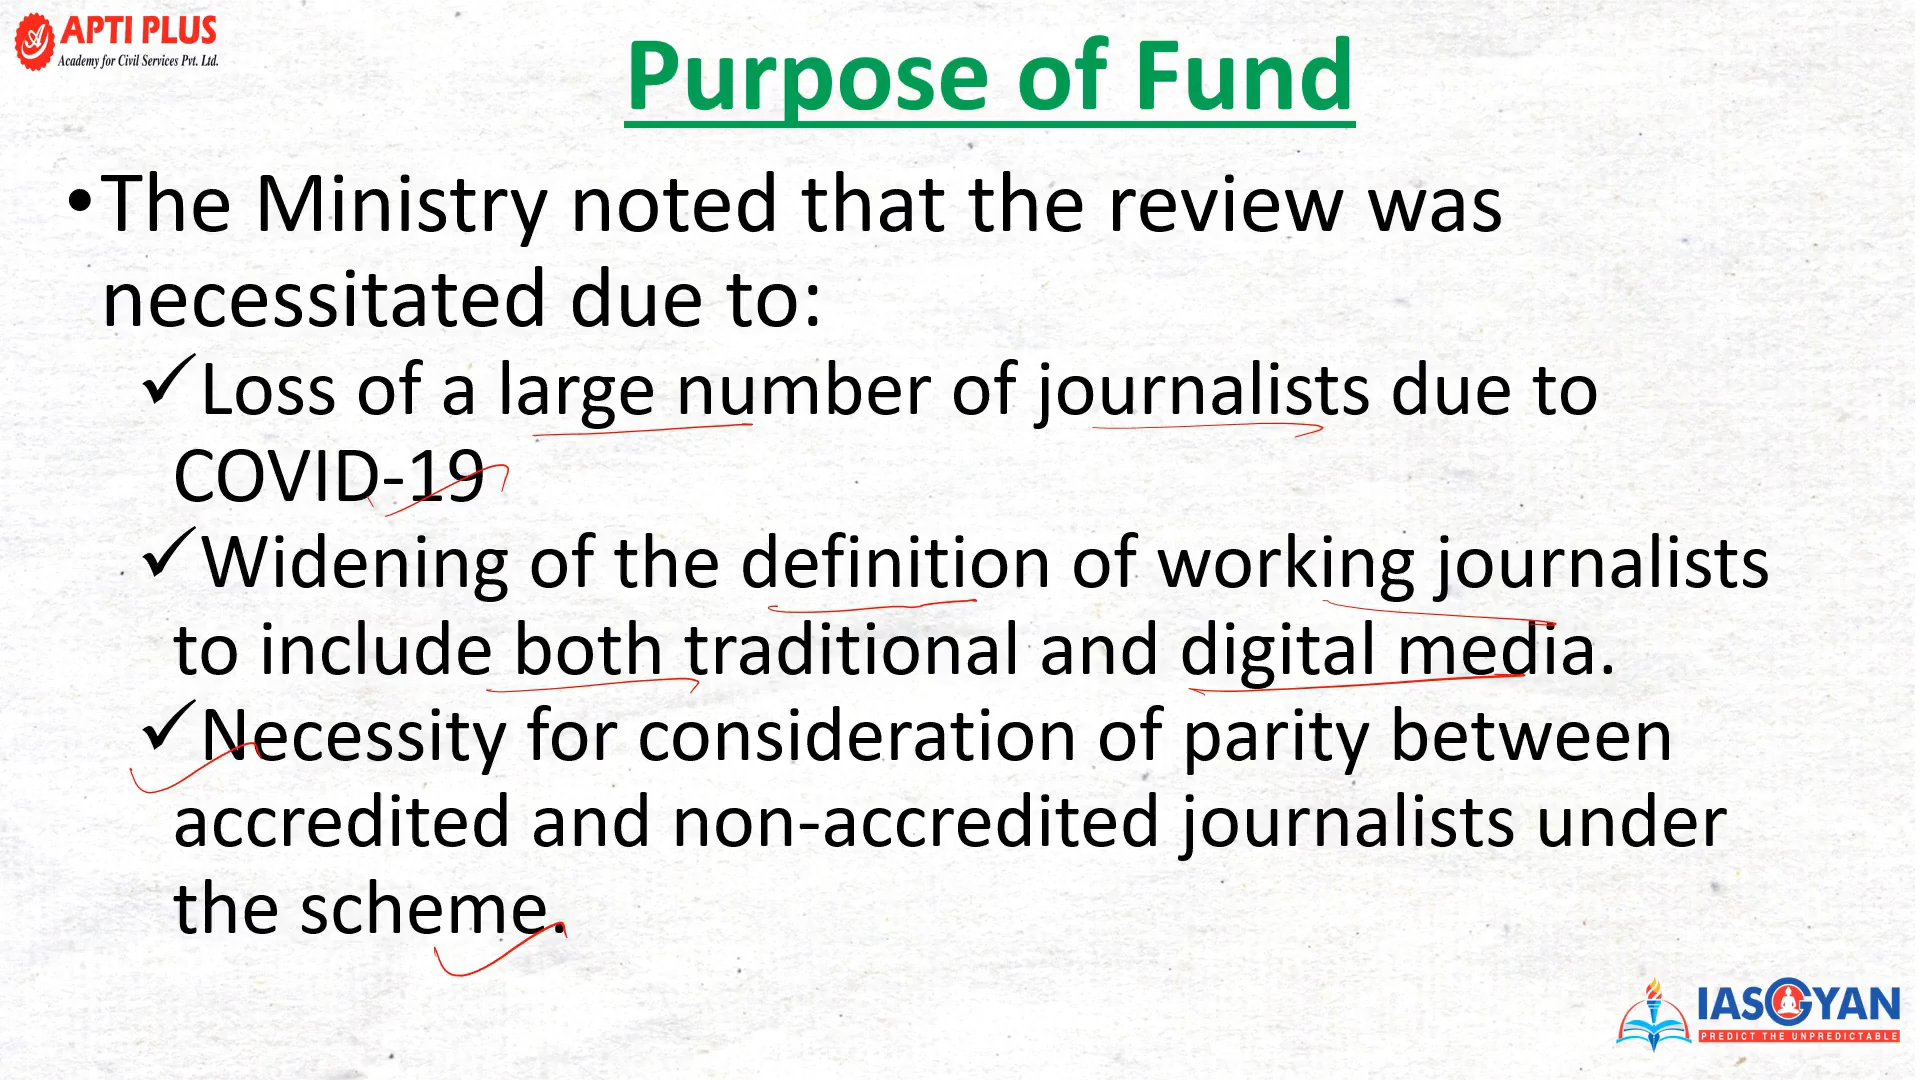 APTI PLUS
Academy for Civil Services Pvt. Ltd.
Purpose of Fund
•The Ministry noted that the review was
necessitated due to:
✓Loss of a large number of journalists due to
COVID-19
✓Widening of the definition of working journalists
to include both traditional and digital media.
✓Necessity for consideration of parity between
accredited and non-accredited journalists under
the scheme.
IASGYAN
PREDICT THE UNPREDICTABLE